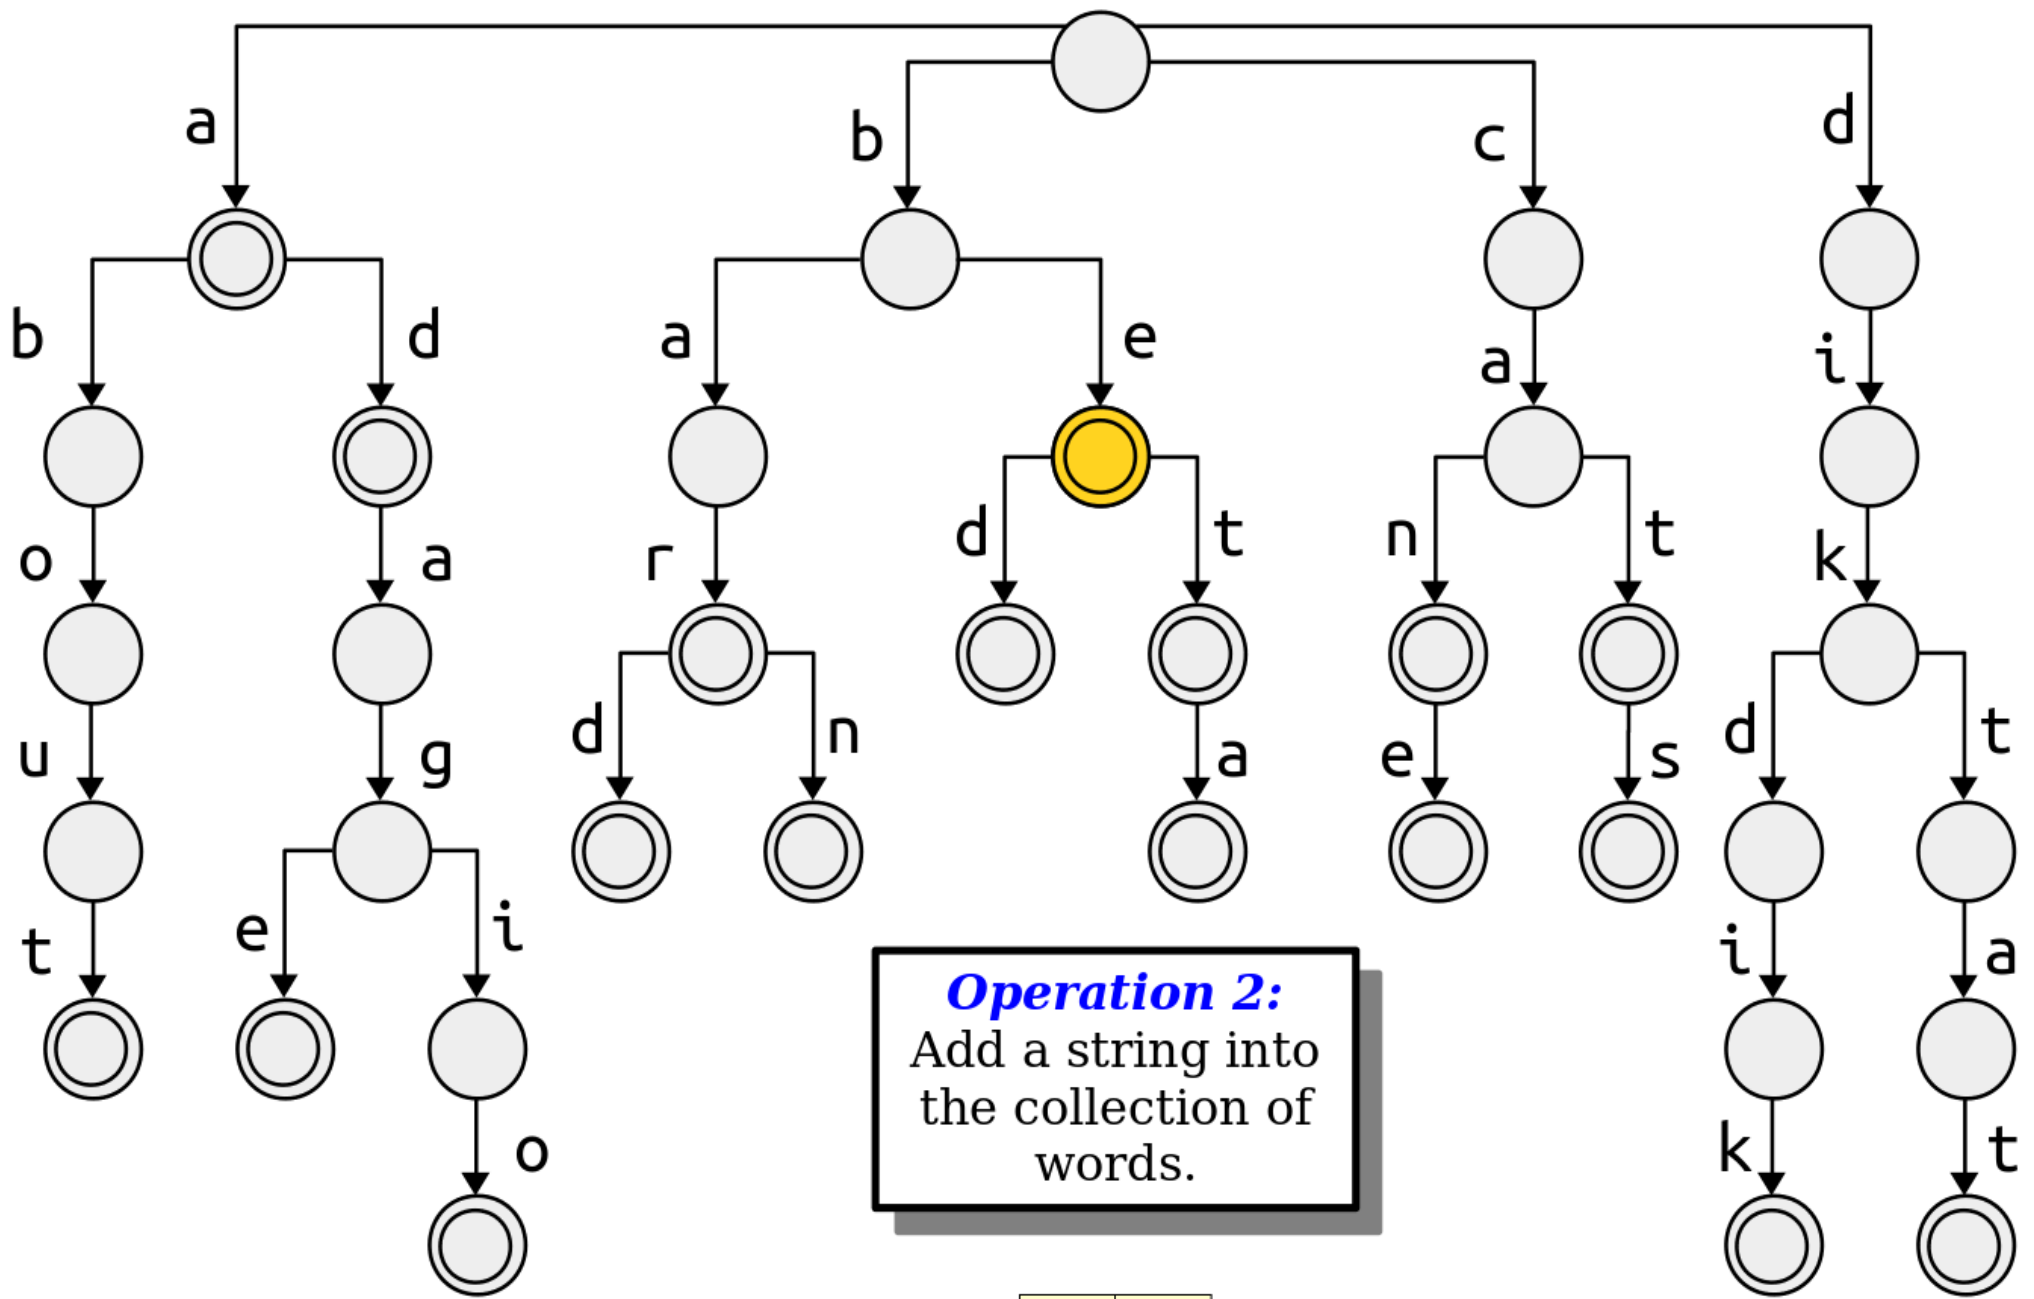 a b c d
b d a e a i
o a r d t n t k
u g d n a e s d t
t e i i a
o k t
Operation 2:
Add a string into
the collection of
words.